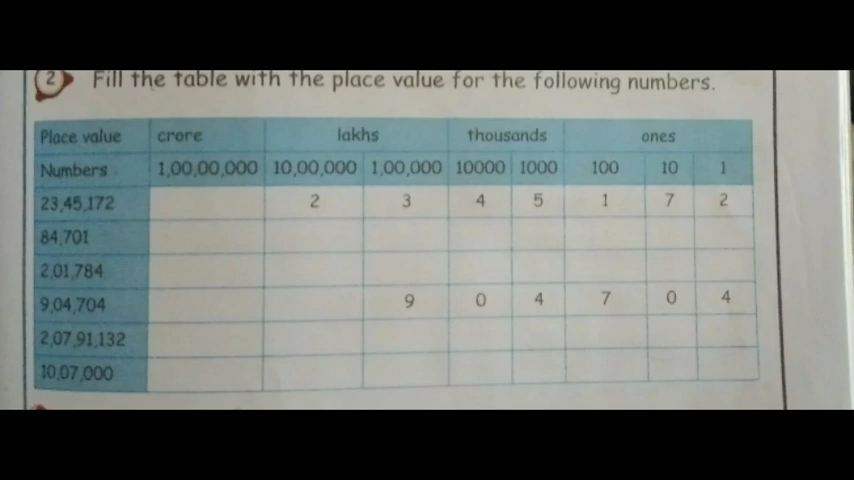 2 Fill the table with the place value for the following numbers.
Place value crore lakhs thousands ones
Numbers 1,00,00,000 10,00,000 1,00,000 10000 1000 100 10 1
23,45,172 2 3 4 5 1 7 2
84,701
2,01,784
9,04,704 9 0 4 7 0 4
2,07,91,132
10,07,000